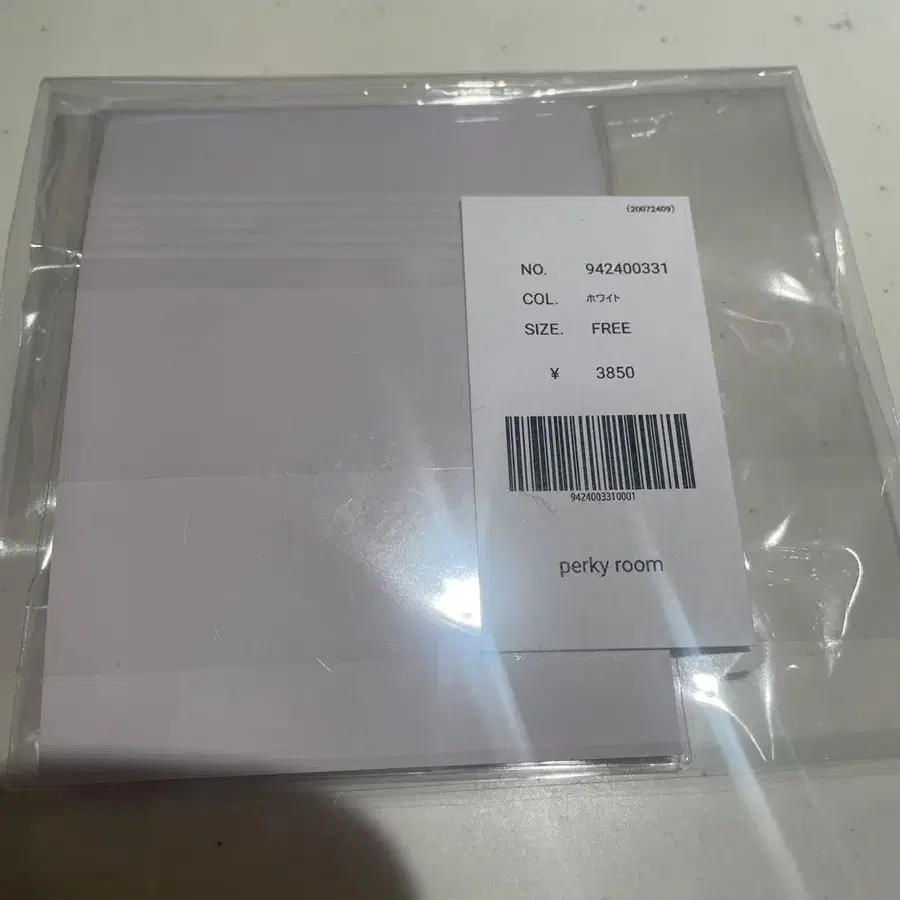 (20072409)
NO. 942400331
COL. ホワイト
SIZE. FREE
¥ 3850
9424003310001
perky room